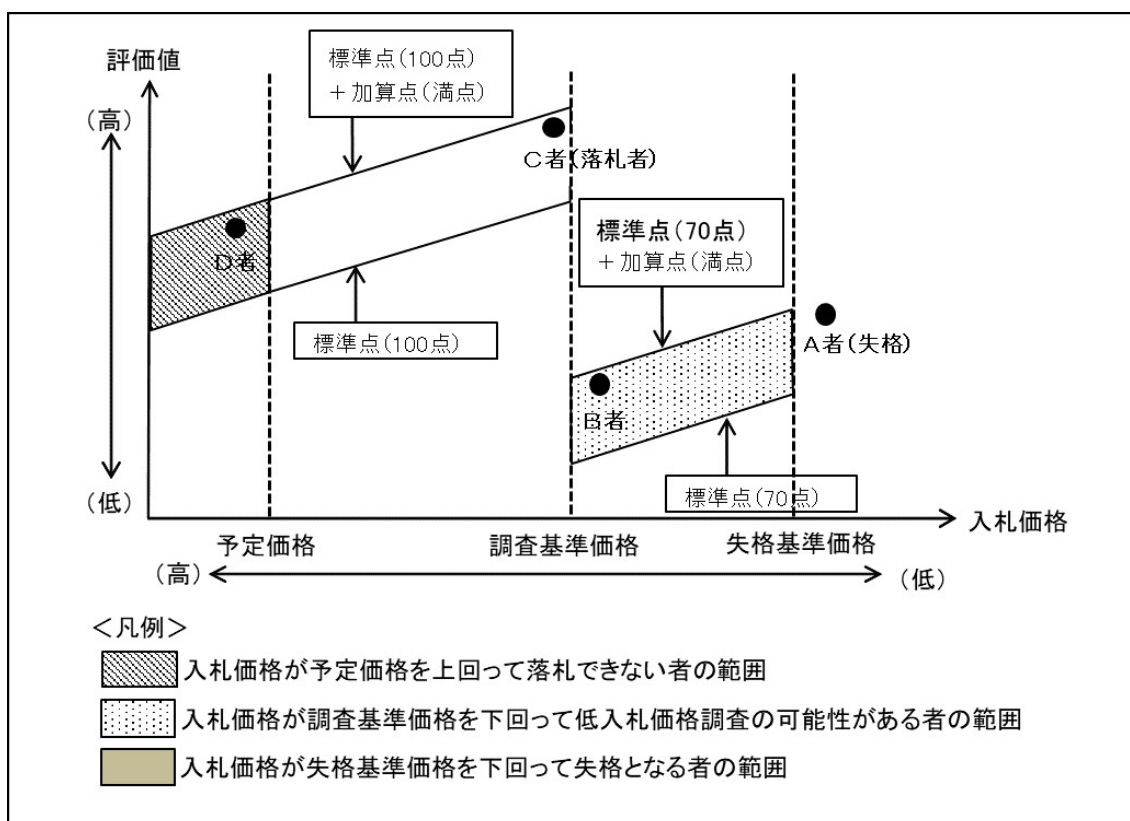 評価値
標準点(100点)
＋加算点(満点)
(高)
C者(落札者)
標準点(70点)
＋加算点(満点)
D者
標準点(100点)
A者(失格)
B者
標準点(70点)
(低)
入札価格
予定価格
調査基準価格
失格基準価格
(高)
(低)
＜凡例＞
入札価格が予定価格を上回って落札できない者の範囲
入札価格が調査基準価格を下回って低入札価格調査の可能性がある者の範囲
入札価格が失格基準価格を下回って失格となる者の範囲